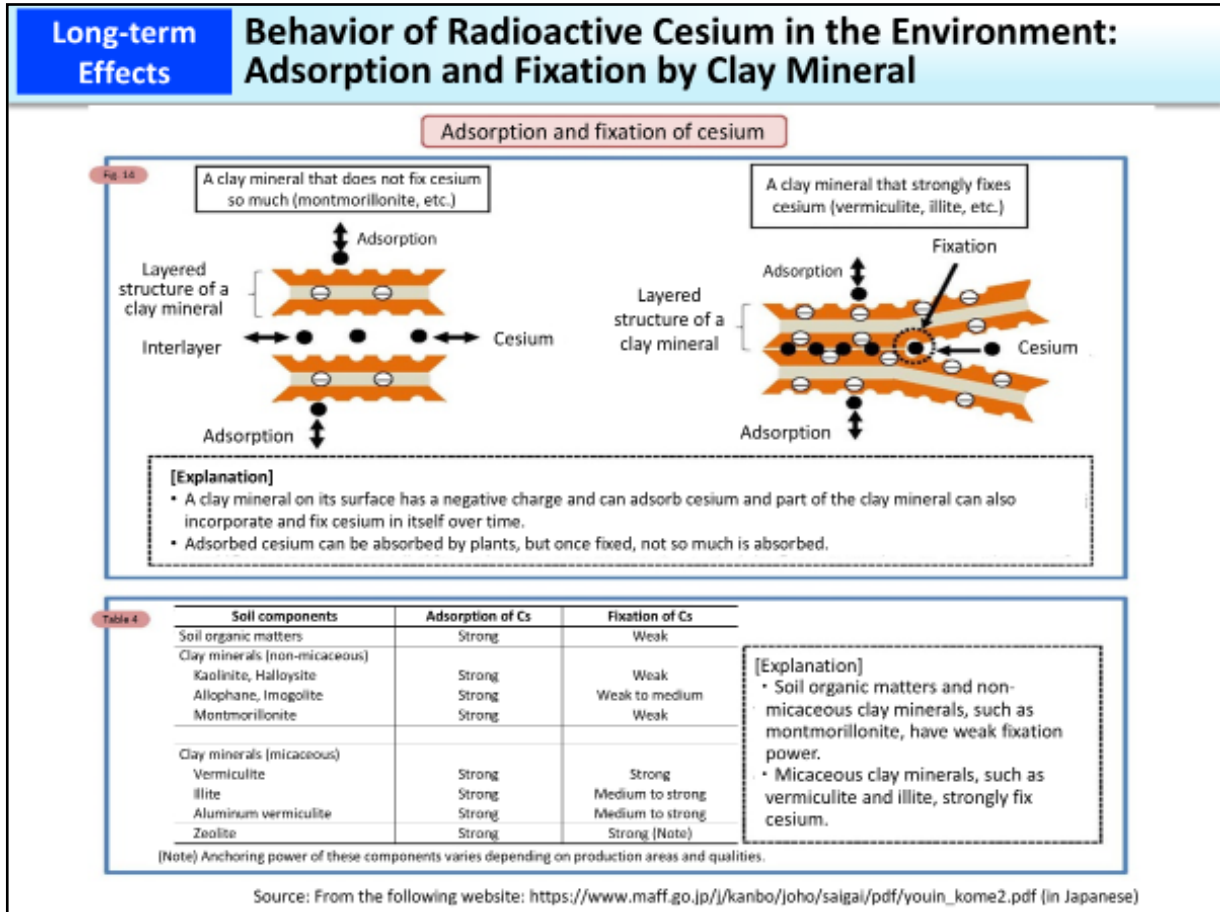 Long-term
Effects
Behavior of Radioactive Cesium in the Environment:
Adsorption and Fixation by Clay Mineral
Adsorption and fixation of cesium
Fig. 14
A clay mineral that does not fix cesium
so much (montmorillonite, etc.)
Adsorption
Layered
structure of a
clay mineral
Interlayer
Cesium
Adsorption
A clay mineral that strongly fixes
cesium (vermiculite, illite, etc.)
Fixation
Adsorption
Layered
structure of a
clay mineral
Cesium
Adsorption
[Explanation]
• A clay mineral on its surface has a negative charge and can adsorb cesium and part of the clay mineral can also
incorporate and fix cesium in itself over time.
• Adsorbed cesium can be absorbed by plants, but once fixed, not so much is absorbed.
Table 4
Soil components Adsorption of Cs Fixation of Cs
Soil organic matters Strong Weak
Clay minerals (non-micaceous)
Kaolinite, Halloysite Strong Weak
Allophane, Imogolite Strong Weak to medium
Montmorillonite Strong Weak
Clay minerals (micaceous)
Vermiculite Strong Strong
Illite Strong Medium to strong
Aluminum vermiculite Strong Medium to strong
Zeolite Strong Strong (Note)
(Note) Anchoring power of these components varies depending on production areas and qualities.
[Explanation]
・Soil organic matters and non-
micaceous clay minerals, such as
montmorillonite, have weak fixation
power.
・Micaceous clay minerals, such as
vermiculite and illite, strongly fix
cesium.
Source: From the following website: https://www.maff.go.jp/j/kanbo/joho/saigai/pdf/youin_kome2.pdf (in Japanese)